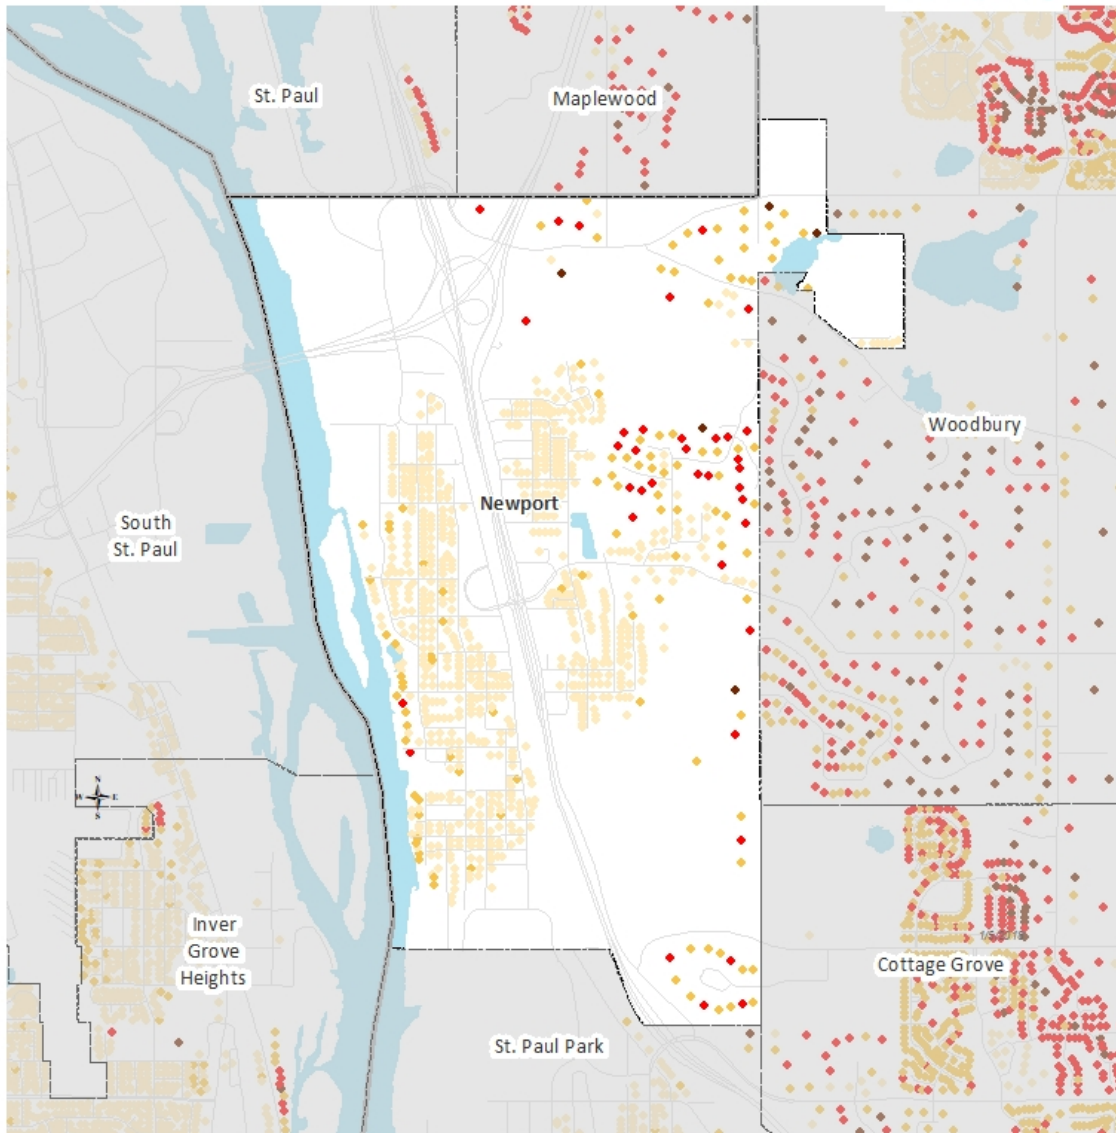 St. Paul
Maplewood
Woodbury
Newport
South
St. Paul
N
W E
S
Inver
Grove
Heights
Cottage Grove
St. Paul Park